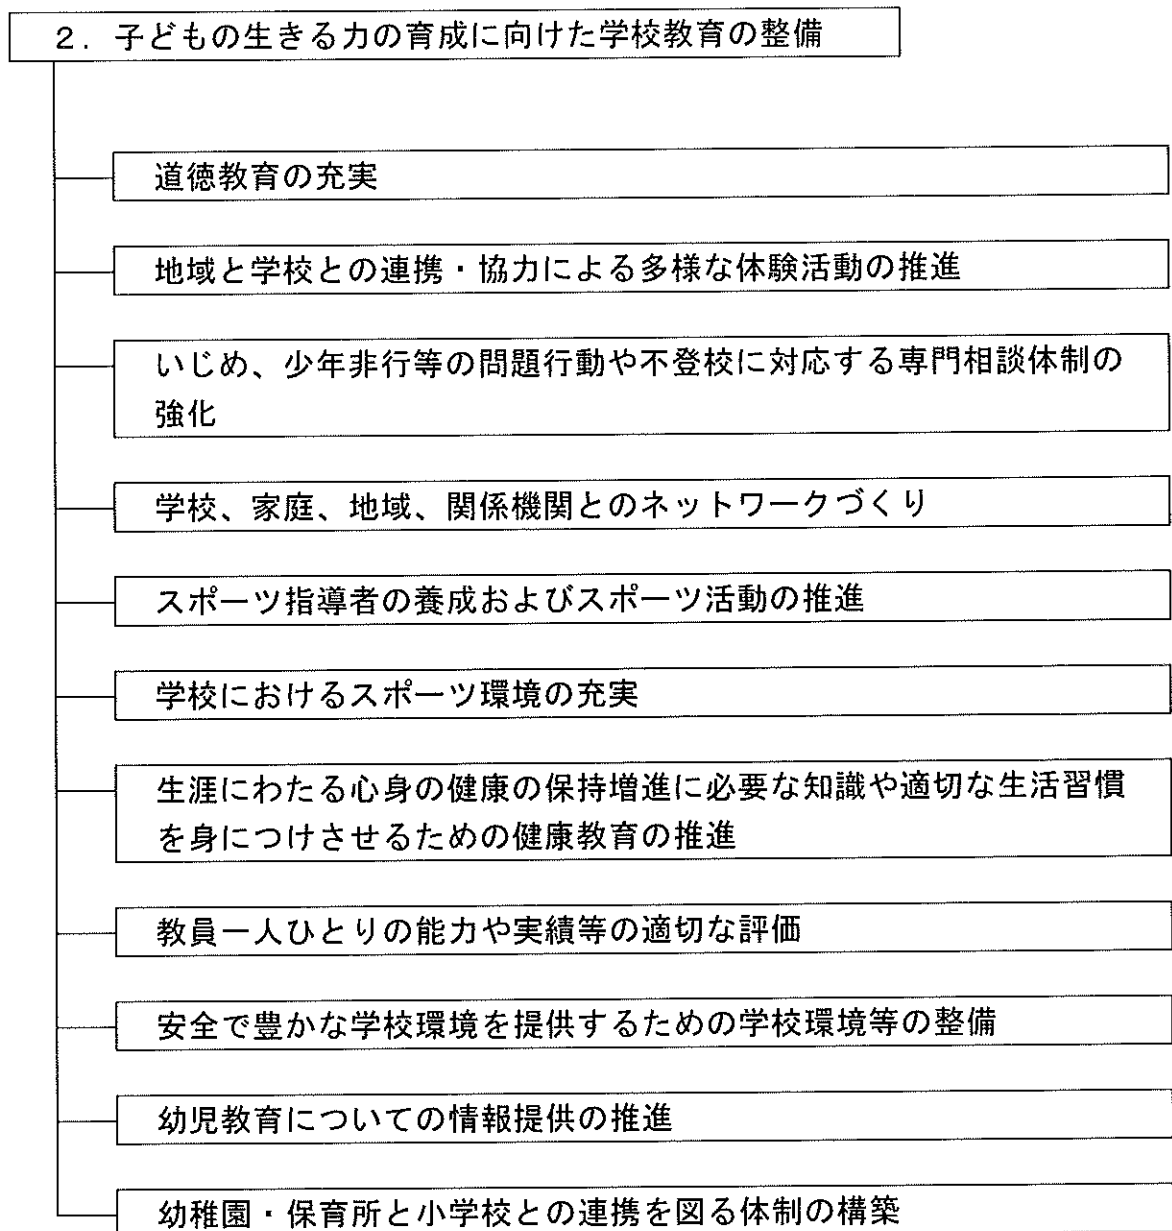 ２．子どもの生きる力の育成に向けた学校教育の整備
道徳教育の充実
地域と学校との連携・協力による多様な体験活動の推進
いじめ、少年非行等の問題行動や不登校に対応する専門相談体制の
強化
学校、家庭、地域、関係機関とのネットワークづくり
スポーツ指導者の養成およびスポーツ活動の推進
学校におけるスポーツ環境の充実
生涯にわたる心身の健康の保持増進に必要な知識や適切な生活習慣
を身につけさせるための健康教育の推進
教員一人ひとりの能力や実績等の適切な評価
安全で豊かな学校環境を提供するための学校環境等の整備
幼児教育についての情報提供の推進
幼稚園・保育所と小学校との連携を図る体制の構築